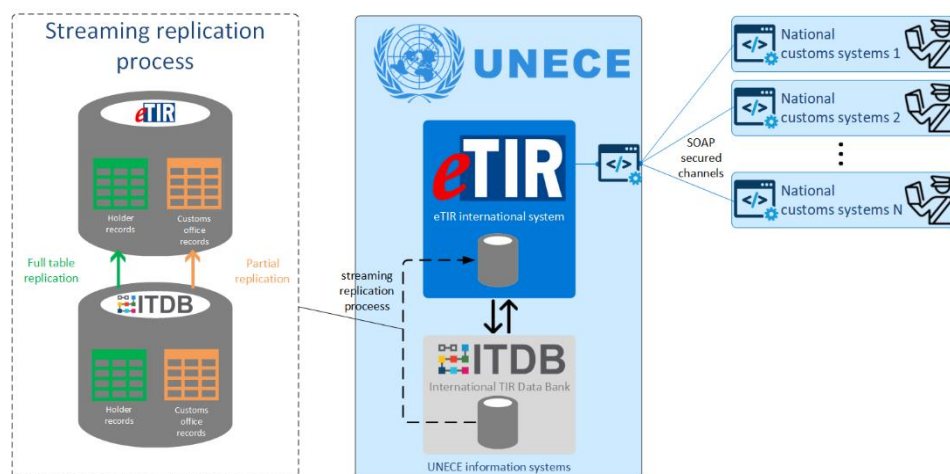 Streaming replication
process
eTIR
Holder
records
Customs
office
records
Full table
replication
Partial
replication
ITDB
Holder
records
Customs
office
records
UNECE
eTIR
eTIR international system
streaming
replication
proceess
ITDB
International TIR Data Bank
UNECE information systems
</>
SOAP
secured
channels
</>
National
customs systems 1
</>
National
customs systems 2
</>
National
customs systems N